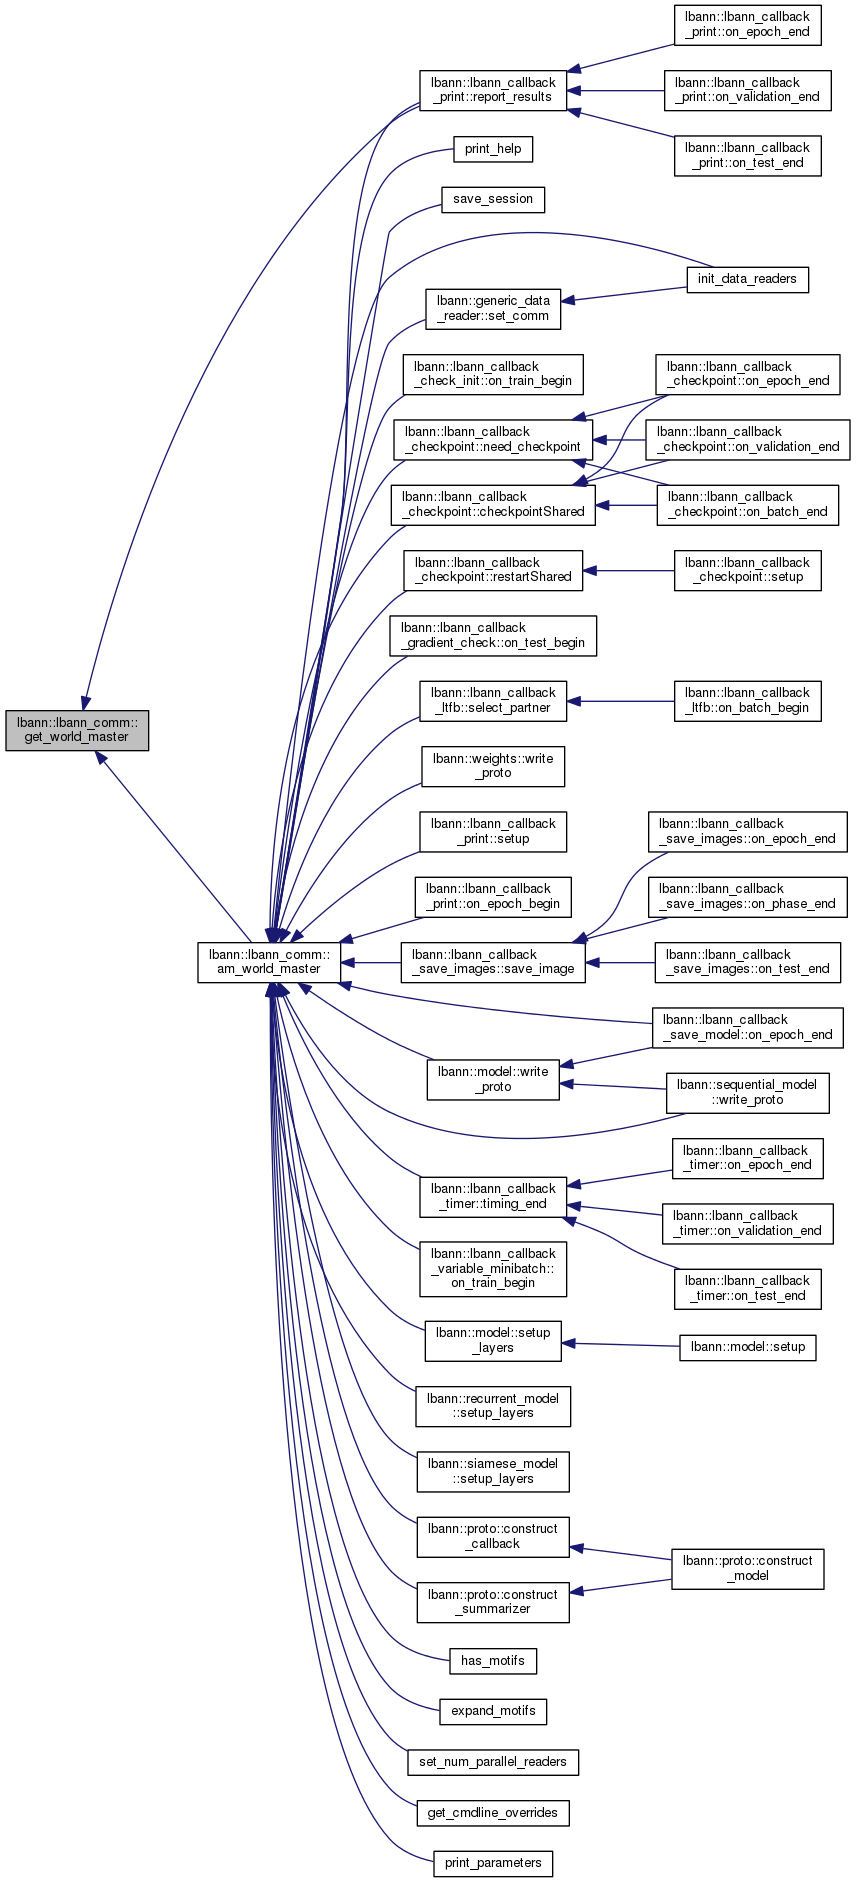 lbann::lbann_callback
_print::on_epoch_end
lbann::lbann_callback
_print::report_results
lbann::lbann_callback
_print::on_validation_end
lbann::lbann_callback
_print::on_test_end
print_help
save_session
init_data_readers
lbann::generic_data
_reader::set_comm
lbann::lbann_callback
_check_init::on_train_begin
lbann::lbann_callback
_checkpoint::on_epoch_end
lbann::lbann_callback
_checkpoint::need_checkpoint
lbann::lbann_callback
_checkpoint::on_validation_end
lbann::lbann_callback
_checkpoint::checkpointShared
lbann::lbann_callback
_checkpoint::on_batch_end
lbann::lbann_callback
_checkpoint::restartShared
lbann::lbann_callback
_checkpoint::setup
lbann::lbann_callback
_gradient_check::on_test_begin
lbann::lbann_callback
_ltfb::select_partner
lbann::lbann_callback
_ltfb::on_batch_begin
lbann::lbann_comm::
get_world_master
lbann::weights::write
_proto
lbann::lbann_callback
_print::setup
lbann::lbann_callback
_save_images::on_epoch_end
lbann::lbann_callback
_print::on_epoch_begin
lbann::lbann_callback
_save_images::on_phase_end
lbann::lbann_comm::
am_world_master
lbann::lbann_callback
_save_images::save_image
lbann::lbann_callback
_save_images::on_test_end
lbann::lbann_callback
_save_model::on_epoch_end
lbann::model::write
_proto
lbann::sequential_model
::write_proto
lbann::lbann_callback
_timer::on_epoch_end
lbann::lbann_callback
_timer::timing_end
lbann::lbann_callback
_timer::on_validation_end
lbann::lbann_callback
_variable_minibatch::
on_train_begin
lbann::lbann_callback
_timer::on_test_end
lbann::model::setup
_layers
lbann::model::setup
lbann::recurrent_model
::setup_layers
lbann::siamese_model
::setup_layers
lbann::proto::construct
_callback
lbann::proto::construct
_model
lbann::proto::construct
_summarizer
has_motifs
expand_motifs
set_num_parallel_readers
get_cmdline_overrides
print_parameters